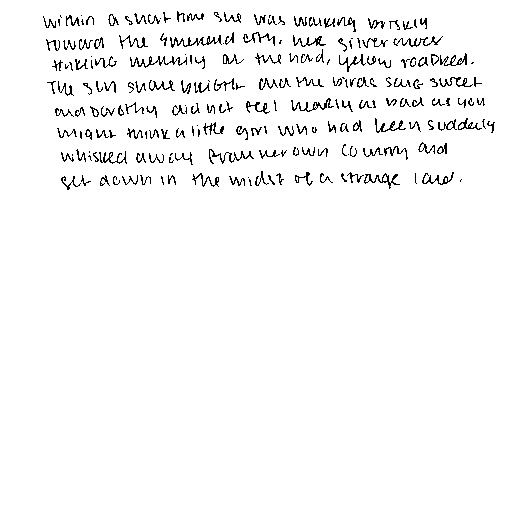 within a short time she was walking briskly
toward the Emerald city, her silver shoes
tinkling merrily on the hard, yellow roadbed.
The sun shone bright and the birds sang sweet
and Dorothy did not feel nearly as bad as you
might think a little girl who had been suddenly
whisked away from her own country and
set down in the midst of a strange land.